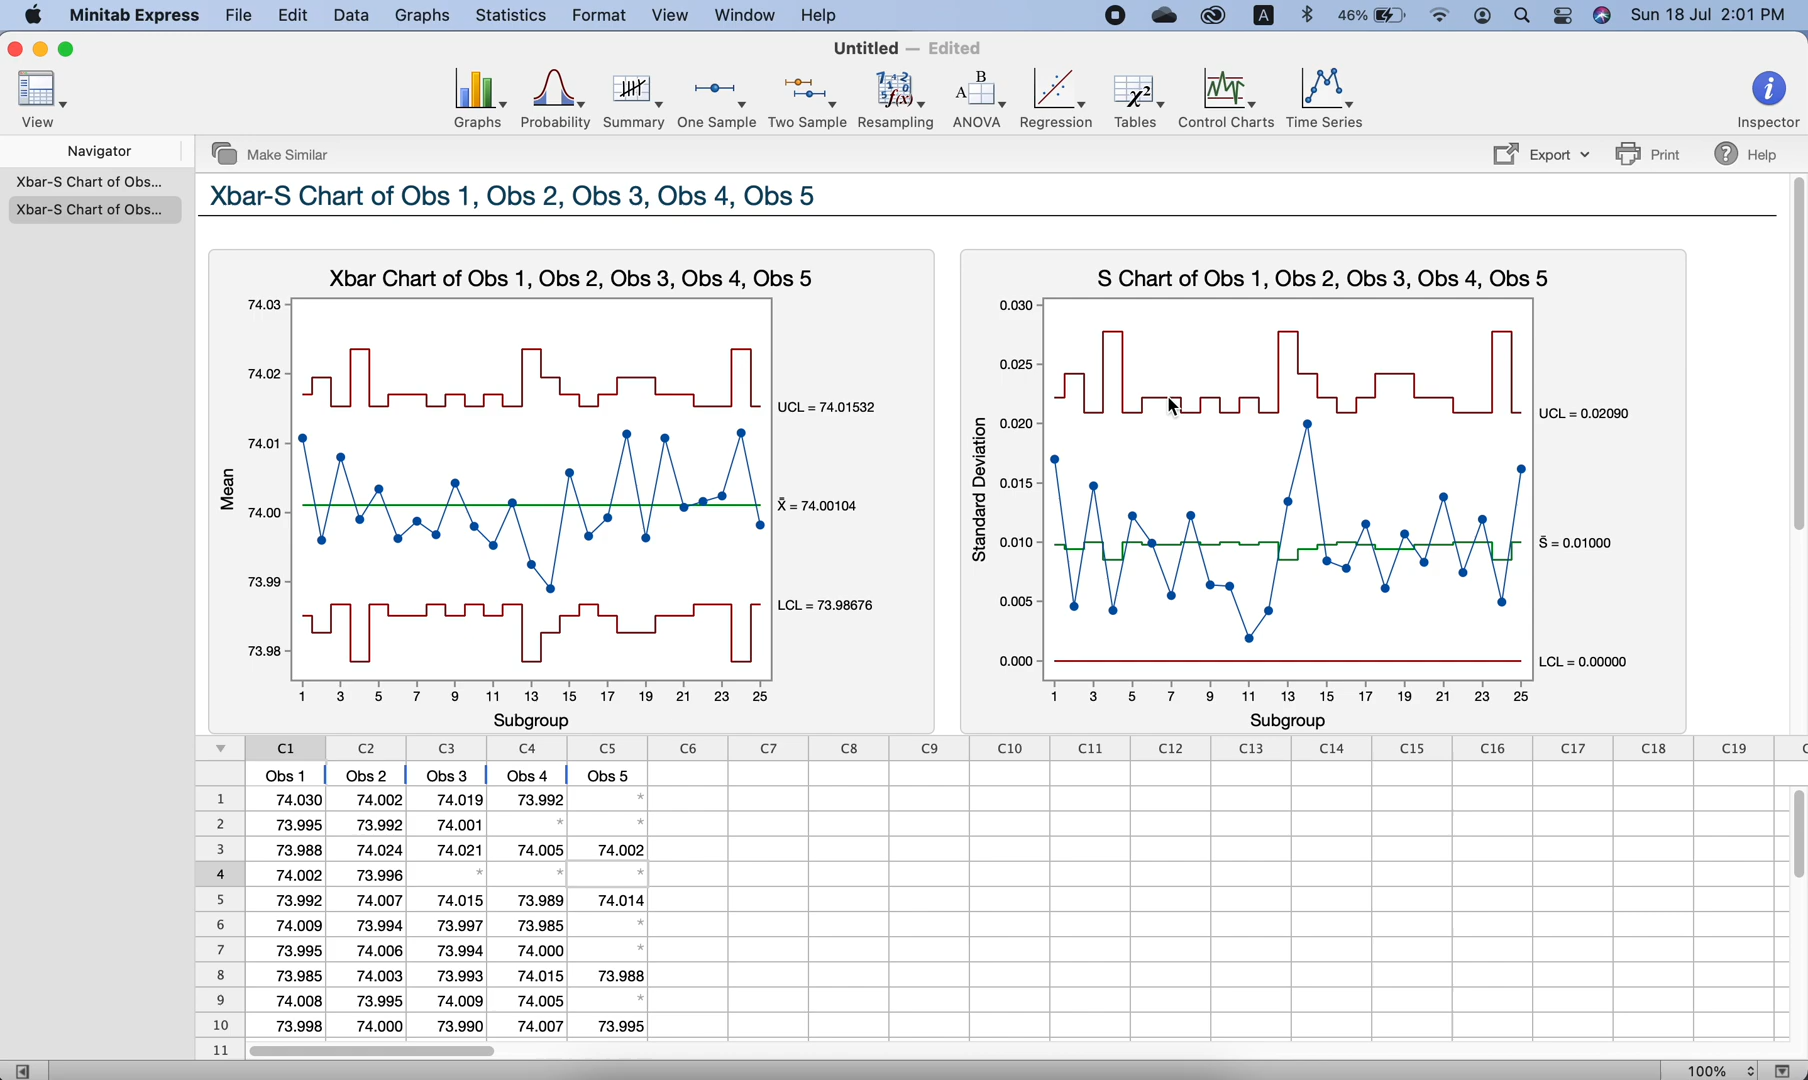 Minitab Express File Edit Data Graphs Statistics Format View Window Help A 46% Sun 18 Jul 2:01 PM
Untitled — Edited
View Graphs Probability Summary One Sample Two Sample Resampling ANOVA Regression Tables Control Charts Time Series Inspector
Navigator Make Similar Export Print Help
Xbar-S Chart of Obs...
Xbar-S Chart of Obs...
Xbar-S Chart of Obs 1, Obs 2, Obs 3, Obs 4, Obs 5
Xbar Chart of Obs 1, Obs 2, Obs 3, Obs 4, Obs 5
74.03
74.02
74.01
74.00
73.99
73.98
Mean
UCL = 74.01532
X̿ = 74.00104
LCL = 73.98676
1 3 5 7 9 11 13 15 17 19 21 23 25
Subgroup
S Chart of Obs 1, Obs 2, Obs 3, Obs 4, Obs 5
0.030
0.025
0.020
0.015
0.010
0.005
0.000
Standard Deviation
UCL = 0.02090
S̄ = 0.01000
LCL = 0.00000
1 3 5 7 9 11 13 15 17 19 21 23 25
Subgroup
C1 C2 C3 C4 C5 C6 C7 C8 C9 C10 C11 C12 C13 C14 C15 C16 C17 C18 C19 C
Obs 1 Obs 2 Obs 3 Obs 4 Obs 5
1 74.030 74.002 74.019 73.992 *
2 73.995 73.992 74.001 * *
3 73.988 74.024 74.021 74.005 74.002
4 74.002 73.996 * * *
5 73.992 74.007 74.015 73.989 74.014
6 74.009 73.994 73.997 73.985 *
7 73.995 74.006 73.994 74.000 *
8 73.985 74.003 73.993 74.015 73.988
9 74.008 73.995 74.009 74.005 *
10 73.998 74.000 73.990 74.007 73.995
11
100%